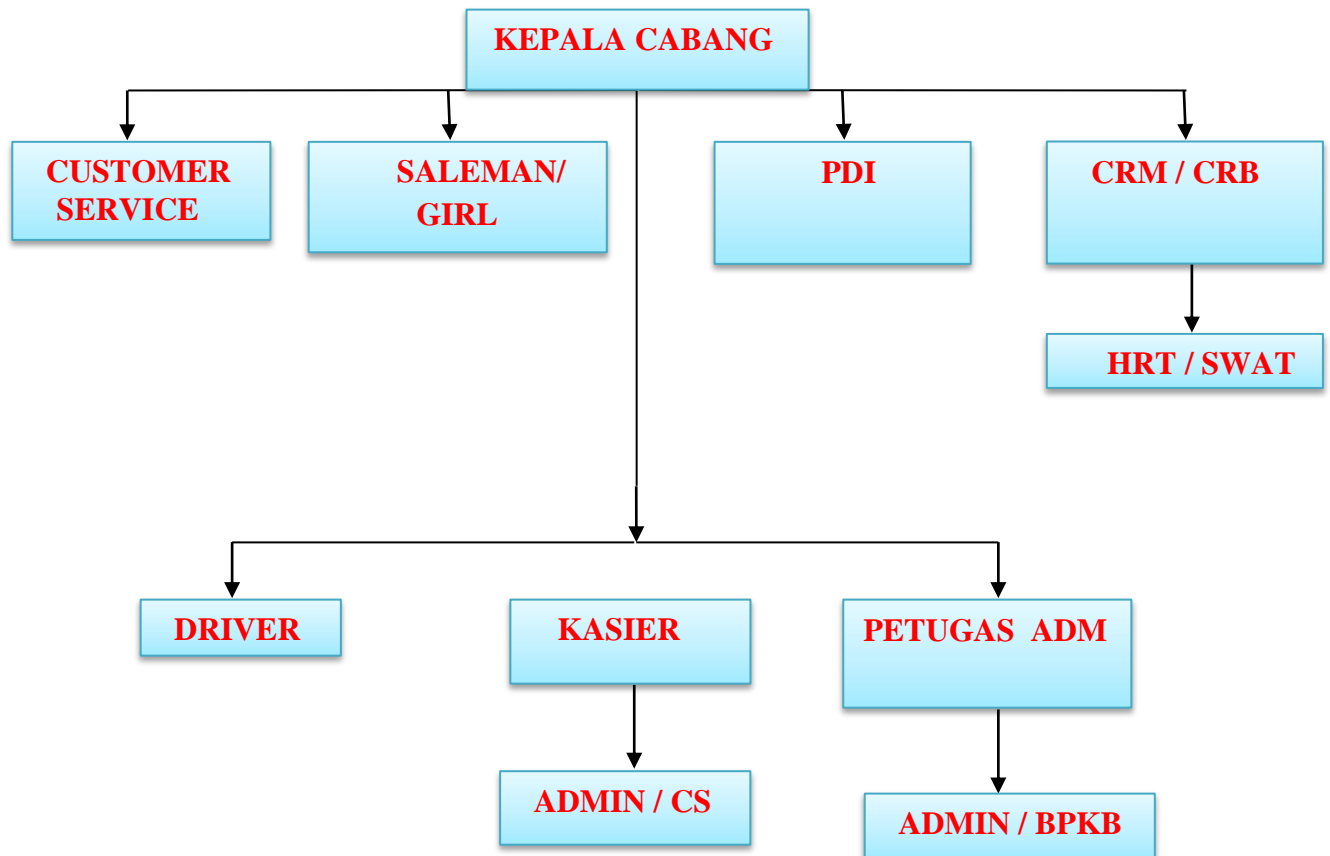 KEPALA CABANG
CUSTOMER
SERVICE
SALEMAN/
GIRL
PDI
CRM / CRB
HRT / SWAT
DRIVER
KASIER
PETUGAS ADM
ADMIN / CS
ADMIN / BPKB